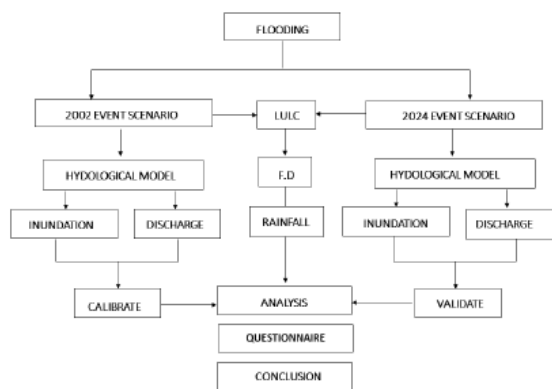 FLOODING
2002 EVENT SCENARIO
LULC
2024 EVENT SCENARIO
HYDOLOGICAL MODEL
F.D
HYDROLOGICAL MODEL
INUNDATION
DISCHARGE
RAINFALL
INUNDATION
DISCHARGE
CALIBRATE
ANALYSIS
VALIDATE
QUESTIONNAIRE
CONCLUSION